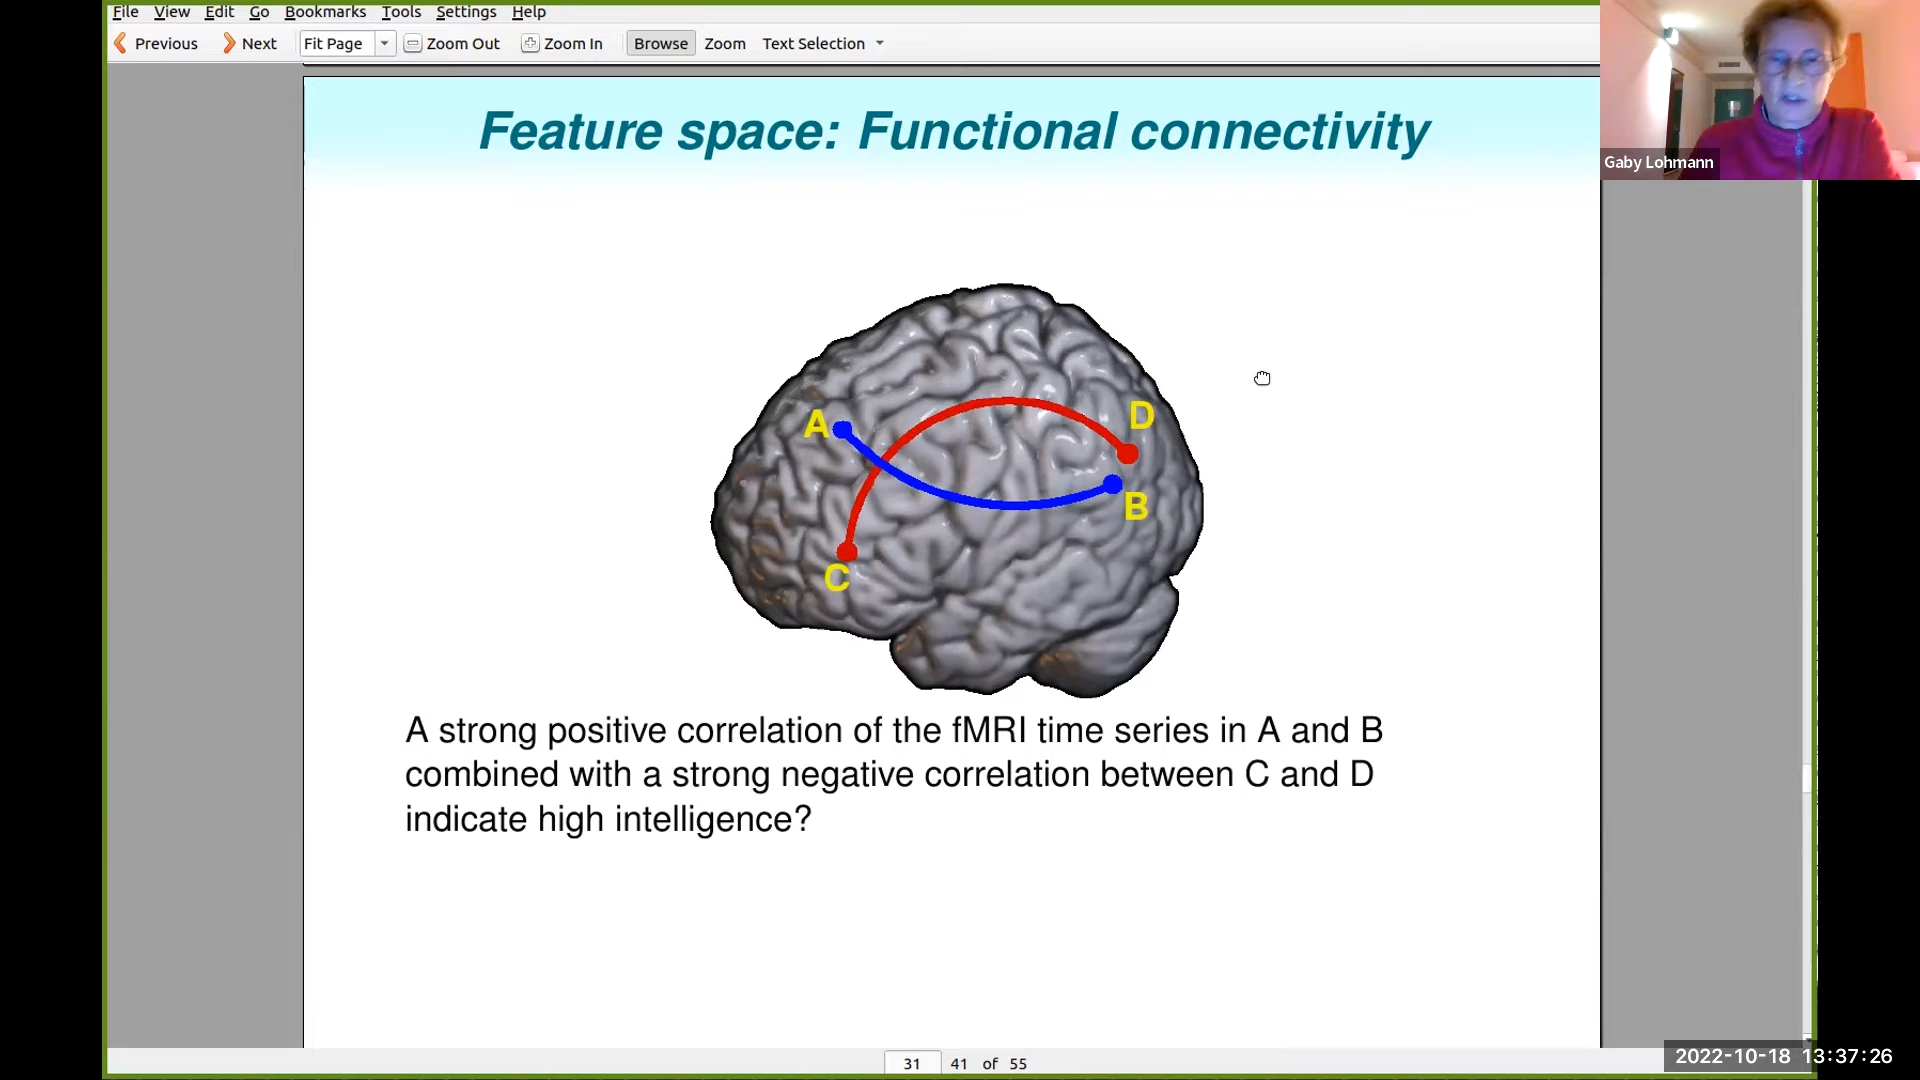 File View Edit Go Bookmarks Tools Settings Help
Previous Next Fit Page Zoom Out Zoom In Browse Zoom Text Selection
Gaby Lohmann
Feature space: Functional connectivity
A
D
B
C
A strong positive correlation of the fMRI time series in A and B
combined with a strong negative correlation between C and D
indicate high intelligence?
31 41 of 55
2022-10-18 13:37:26